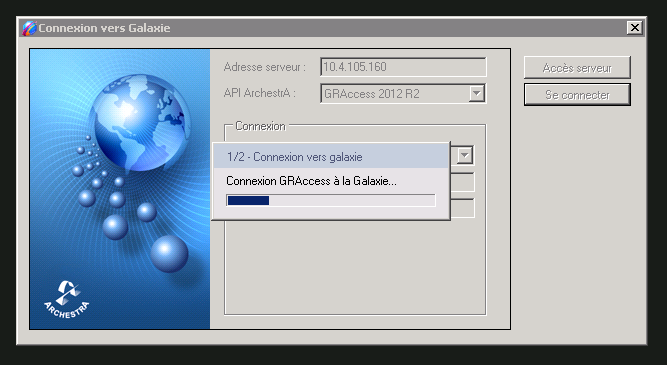 Connexion vers Galaxie
Adresse serveur :
10.4.105.160
Accès serveur
API ArchestrA :
GRAccess 2012 R2
Se connecter
Connexion
1/2 - Connexion vers galaxie
Connexion GRAccess à la Galaxie...
ARCHESTRA